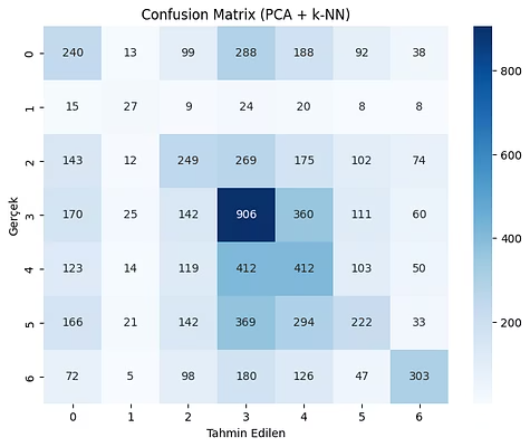 Confusion Matrix (PCA + k-NN)
Gerçek
0 240 13 99 288 188 92 38
1 15 27 9 24 20 8 8
2 143 12 249 269 175 102 74
3 170 25 142 906 360 111 60
4 123 14 119 412 412 103 50
5 166 21 142 369 294 222 33
6 72 5 98 180 126 47 303
0 1 2 3 4 5 6
Tahmin Edilen
800
600
400
200